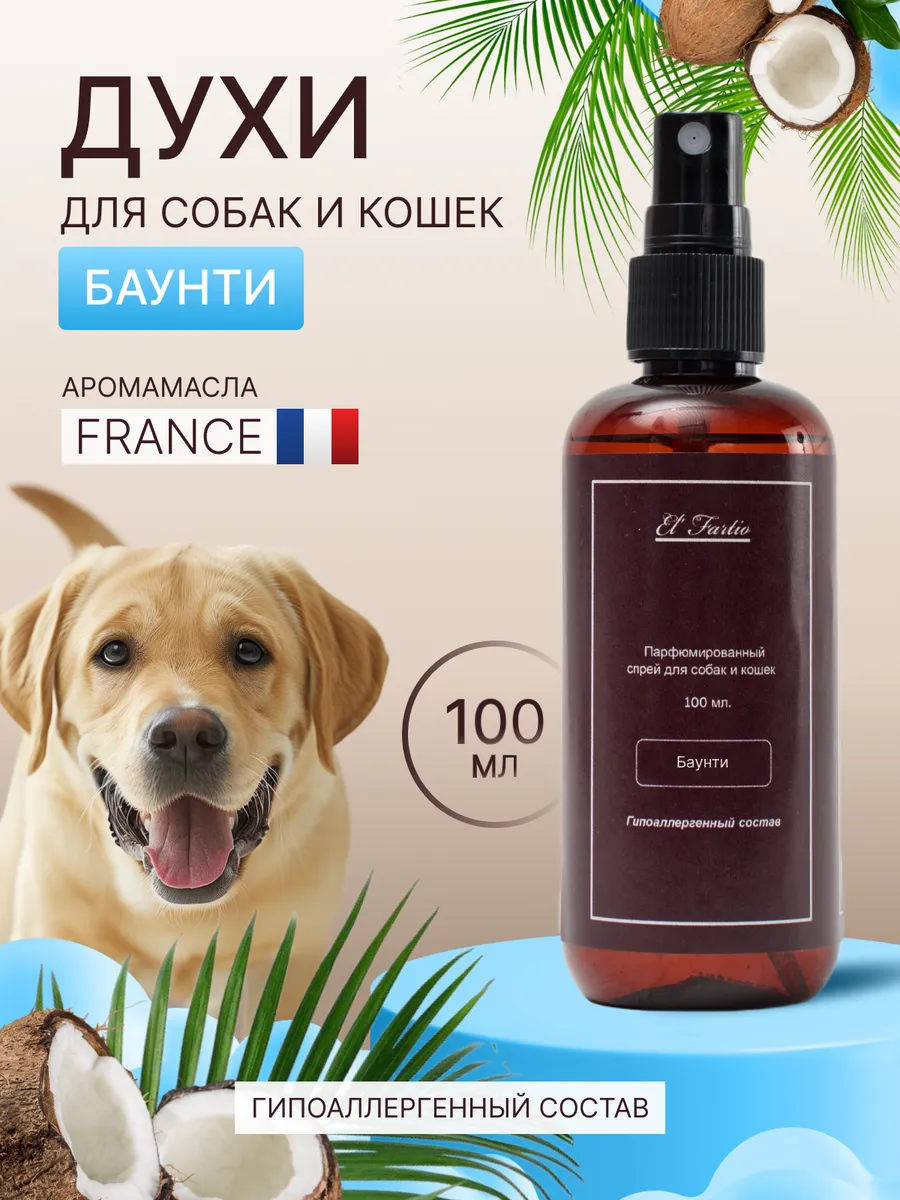 ДУХИ
ДЛЯ СОБАК И КОШЕК
БАУНТИ
АРОМАМАСЛА
FRANCE
100
МЛ
El' Fartio
Парфюмированный
спрей для собак и кошек
100 мл.
Баунти
Гипоаллергенный состав
ГИПОАЛЛЕРГЕННЫЙ СОСТАВ